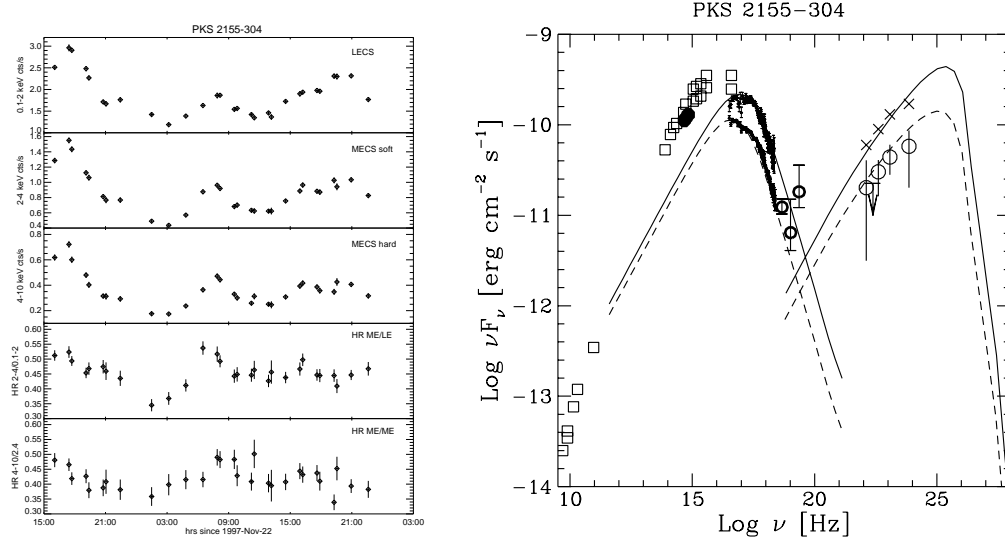 PKS 2155-304
LECS
0.1-2 keV cts/s
3.0
2.5
2.0
1.5
1.0
MECS soft
2-4 keV cts/s
1.4
1.2
1.0
0.8
0.6
0.4
MECS hard
4-10 keV cts/s
0.8
0.6
0.4
0.2
HR ME/LE
HR 2-4/0.1-2
0.60
0.55
0.50
0.45
0.40
0.35
0.30
HR ME/ME
HR 4-10/2.4
0.60
0.55
0.50
0.45
0.40
0.35
0.30
15:00 21:00 03:00 09:00 15:00 21:00 03:00
hrs since 1997-Nov-22
PKS 2155−304
Log νFν [erg cm−2 s−1]
−9
−10
−11
−12
−13
−14
10 15 20 25
Log ν [Hz]